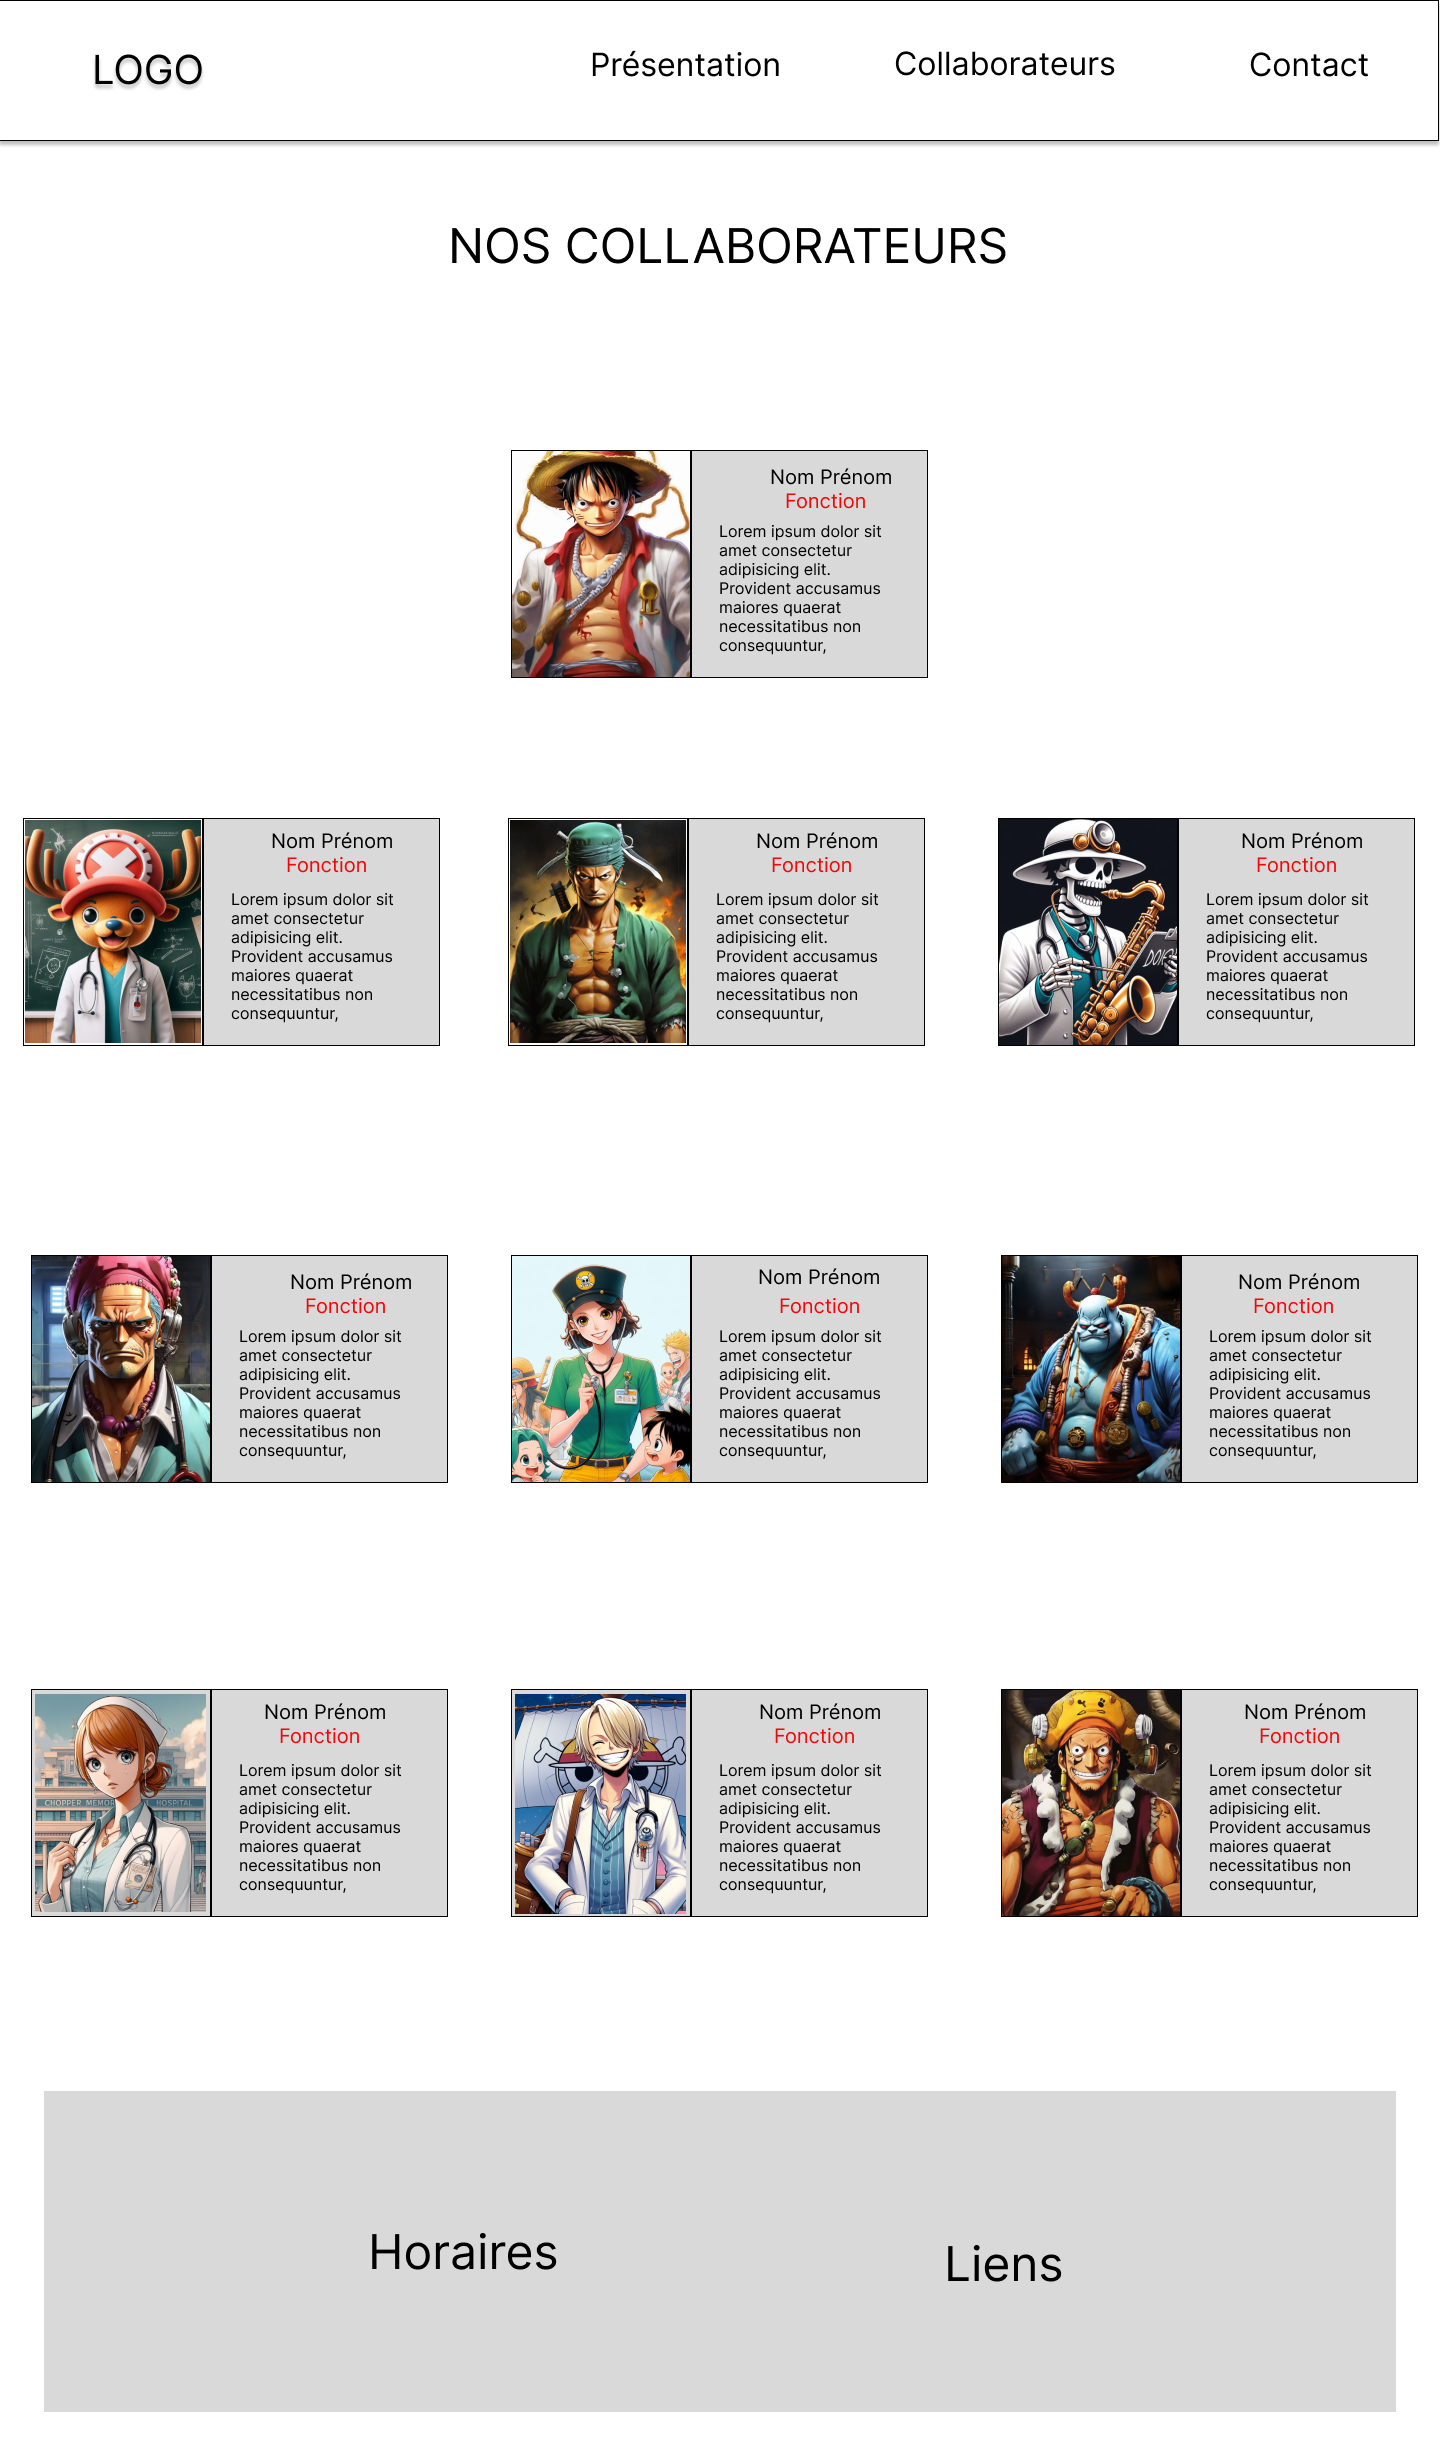 LOGO
Présentation
Collaborateurs
Contact
NOS COLLABORATEURS
Nom Prénom
Fonction
Lorem ipsum dolor sit
amet consectetur
adipisicing elit.
Provident accusamus
maiores quaerat
necessitatibus non
consequuntur,
Nom Prénom
Fonction
Lorem ipsum dolor sit
amet consectetur
adipisicing elit.
Provident accusamus
maiores quaerat
necessitatibus non
consequuntur,
Nom Prénom
Fonction
Lorem ipsum dolor sit
amet consectetur
adipisicing elit.
Provident accusamus
maiores quaerat
necessitatibus non
consequuntur,
Nom Prénom
Fonction
Lorem ipsum dolor sit
amet consectetur
adipisicing elit.
Provident accusamus
maiores quaerat
necessitatibus non
consequuntur,
Nom Prénom
Fonction
Lorem ipsum dolor sit
amet consectetur
adipisicing elit.
Provident accusamus
maiores quaerat
necessitatibus non
consequuntur,
Nom Prénom
Fonction
Lorem ipsum dolor sit
amet consectetur
adipisicing elit.
Provident accusamus
maiores quaerat
necessitatibus non
consequuntur,
Nom Prénom
Fonction
Lorem ipsum dolor sit
amet consectetur
adipisicing elit.
Provident accusamus
maiores quaerat
necessitatibus non
consequuntur,
CHOPPER HOSPITAL
Nom Prénom
Fonction
Lorem ipsum dolor sit
amet consectetur
adipisicing elit.
Provident accusamus
maiores quaerat
necessitatibus non
consequuntur,
Nom Prénom
Fonction
Lorem ipsum dolor sit
amet consectetur
adipisicing elit.
Provident accusamus
maiores quaerat
necessitatibus non
consequuntur,
Nom Prénom
Fonction
Lorem ipsum dolor sit
amet consectetur
adipisicing elit.
Provident accusamus
maiores quaerat
necessitatibus non
consequuntur,
Horaires
Liens